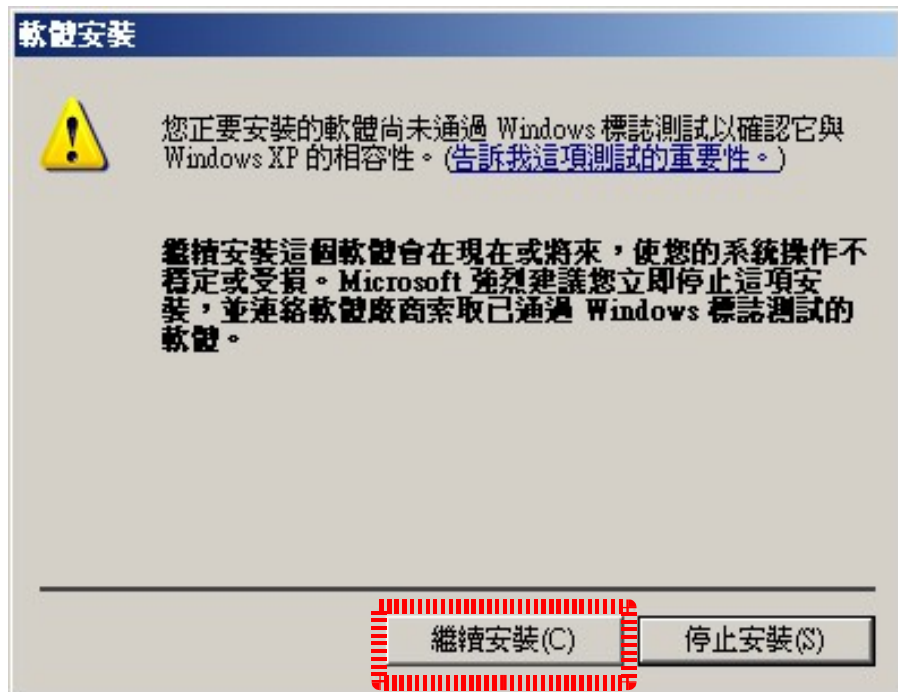 軟體安裝
您正要安裝的軟體尚未通過 Windows 標誌測試以確認它與
Windows XP 的相容性。(告訴我這項測試的重要性。)
繼續安裝這個軟體會在現在或將來，使您的系統操作不
穩定或受損。Microsoft 強烈建議您立即停止這項安
裝，並連絡軟體廠商索取已通過 Windows 標誌測試的
軟體。
繼續安裝(C)
停止安裝(S)